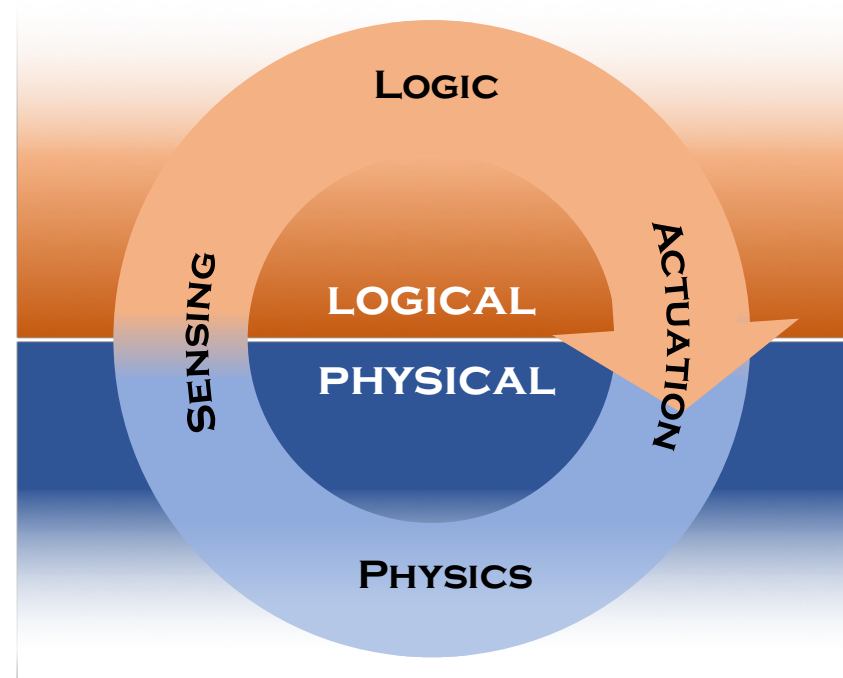 Logic
Sensing
Actuation
LOGICAL
PHYSICAL
Physics